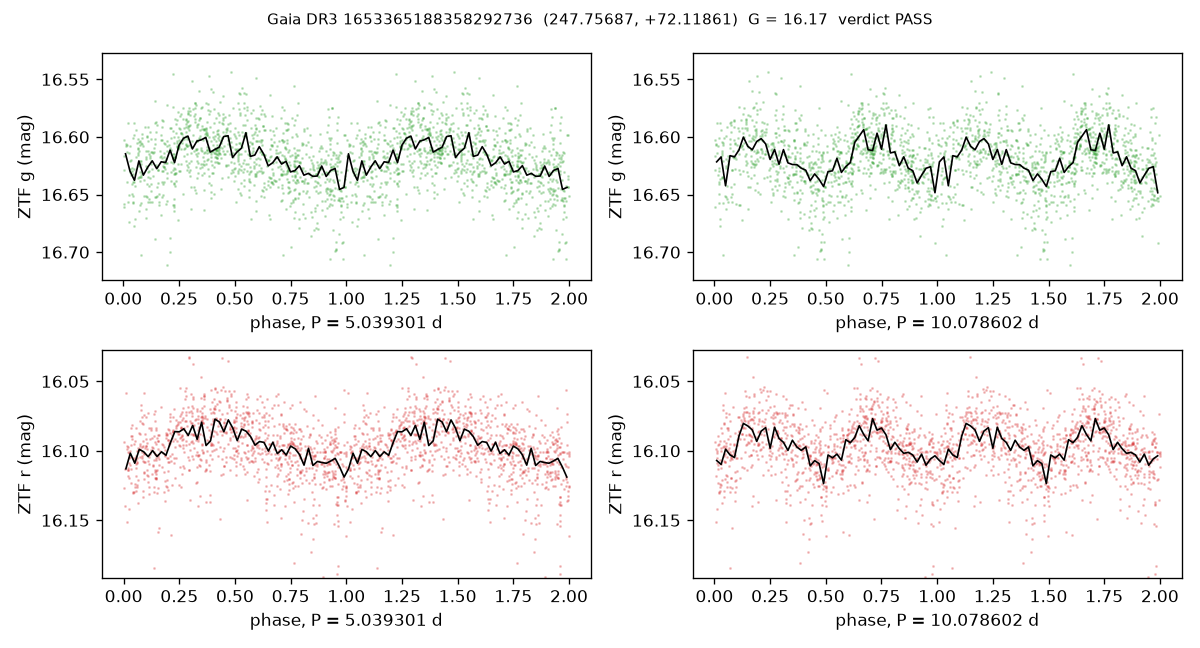 Gaia DR3 1653365188358292736  (247.75687, +72.11861)  G = 16.17  verdict PASS
ZTF g (mag)
16.55
16.60
16.65
16.70
0.00 0.25 0.50 0.75 1.00 1.25 1.50 1.75 2.00
phase, P = 5.039301 d
ZTF g (mag)
16.55
16.60
16.65
16.70
0.00 0.25 0.50 0.75 1.00 1.25 1.50 1.75 2.00
phase, P = 10.078602 d
ZTF r (mag)
16.05
16.10
16.15
0.00 0.25 0.50 0.75 1.00 1.25 1.50 1.75 2.00
phase, P = 5.039301 d
ZTF r (mag)
16.05
16.10
16.15
0.00 0.25 0.50 0.75 1.00 1.25 1.50 1.75 2.00
phase, P = 10.078602 d